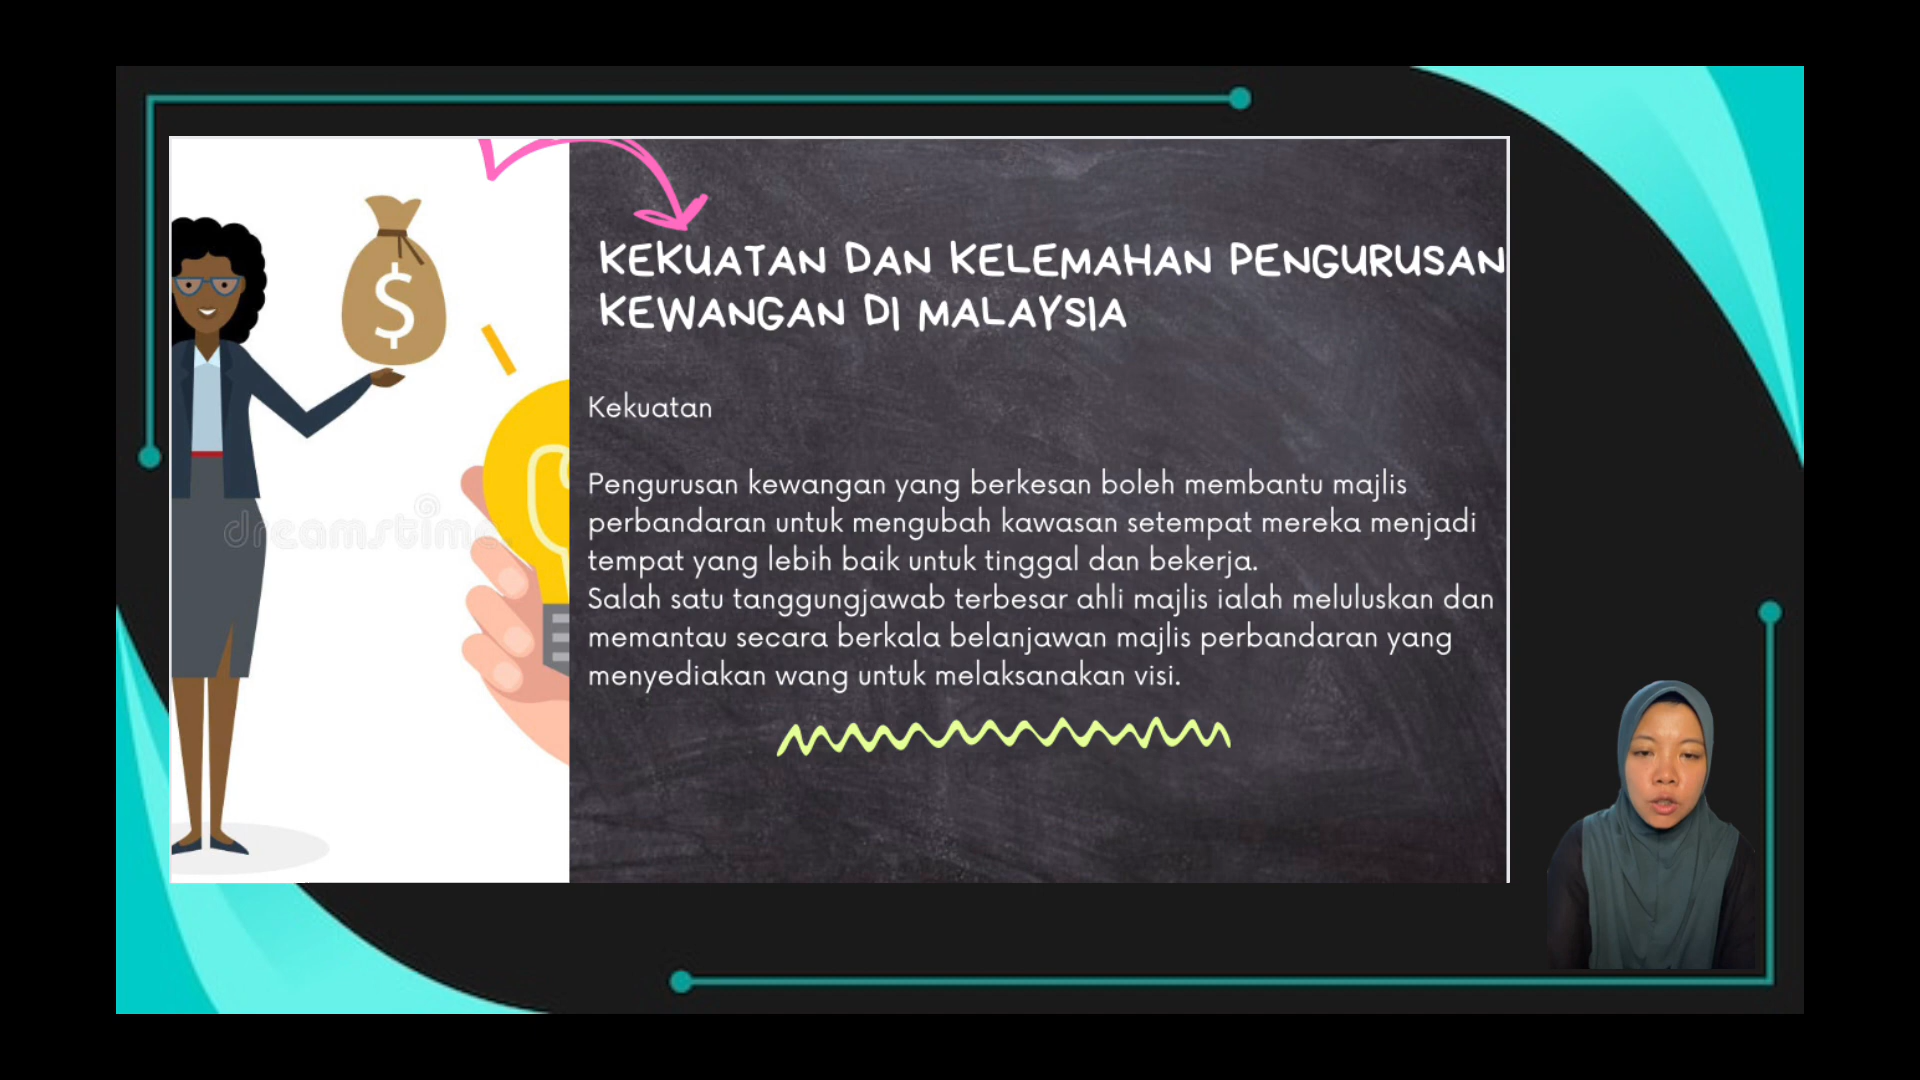 KEKUATAN DAN KELEMAHAN PENGURUSAN
KEWANGAN DI MALAYSIA
Kekuatan
Pengurusan kewangan yang berkesan boleh membantu majlis
perbandaran untuk mengubah kawasan setempat mereka menjadi
tempat yang lebih baik untuk tinggal dan bekerja.
Salah satu tanggungjawab terbesar ahli majlis ialah meluluskan dan
memantau secara berkala belanjawan majlis perbandaran yang
menyediakan wang untuk melaksanakan visi.
$
dreamstime